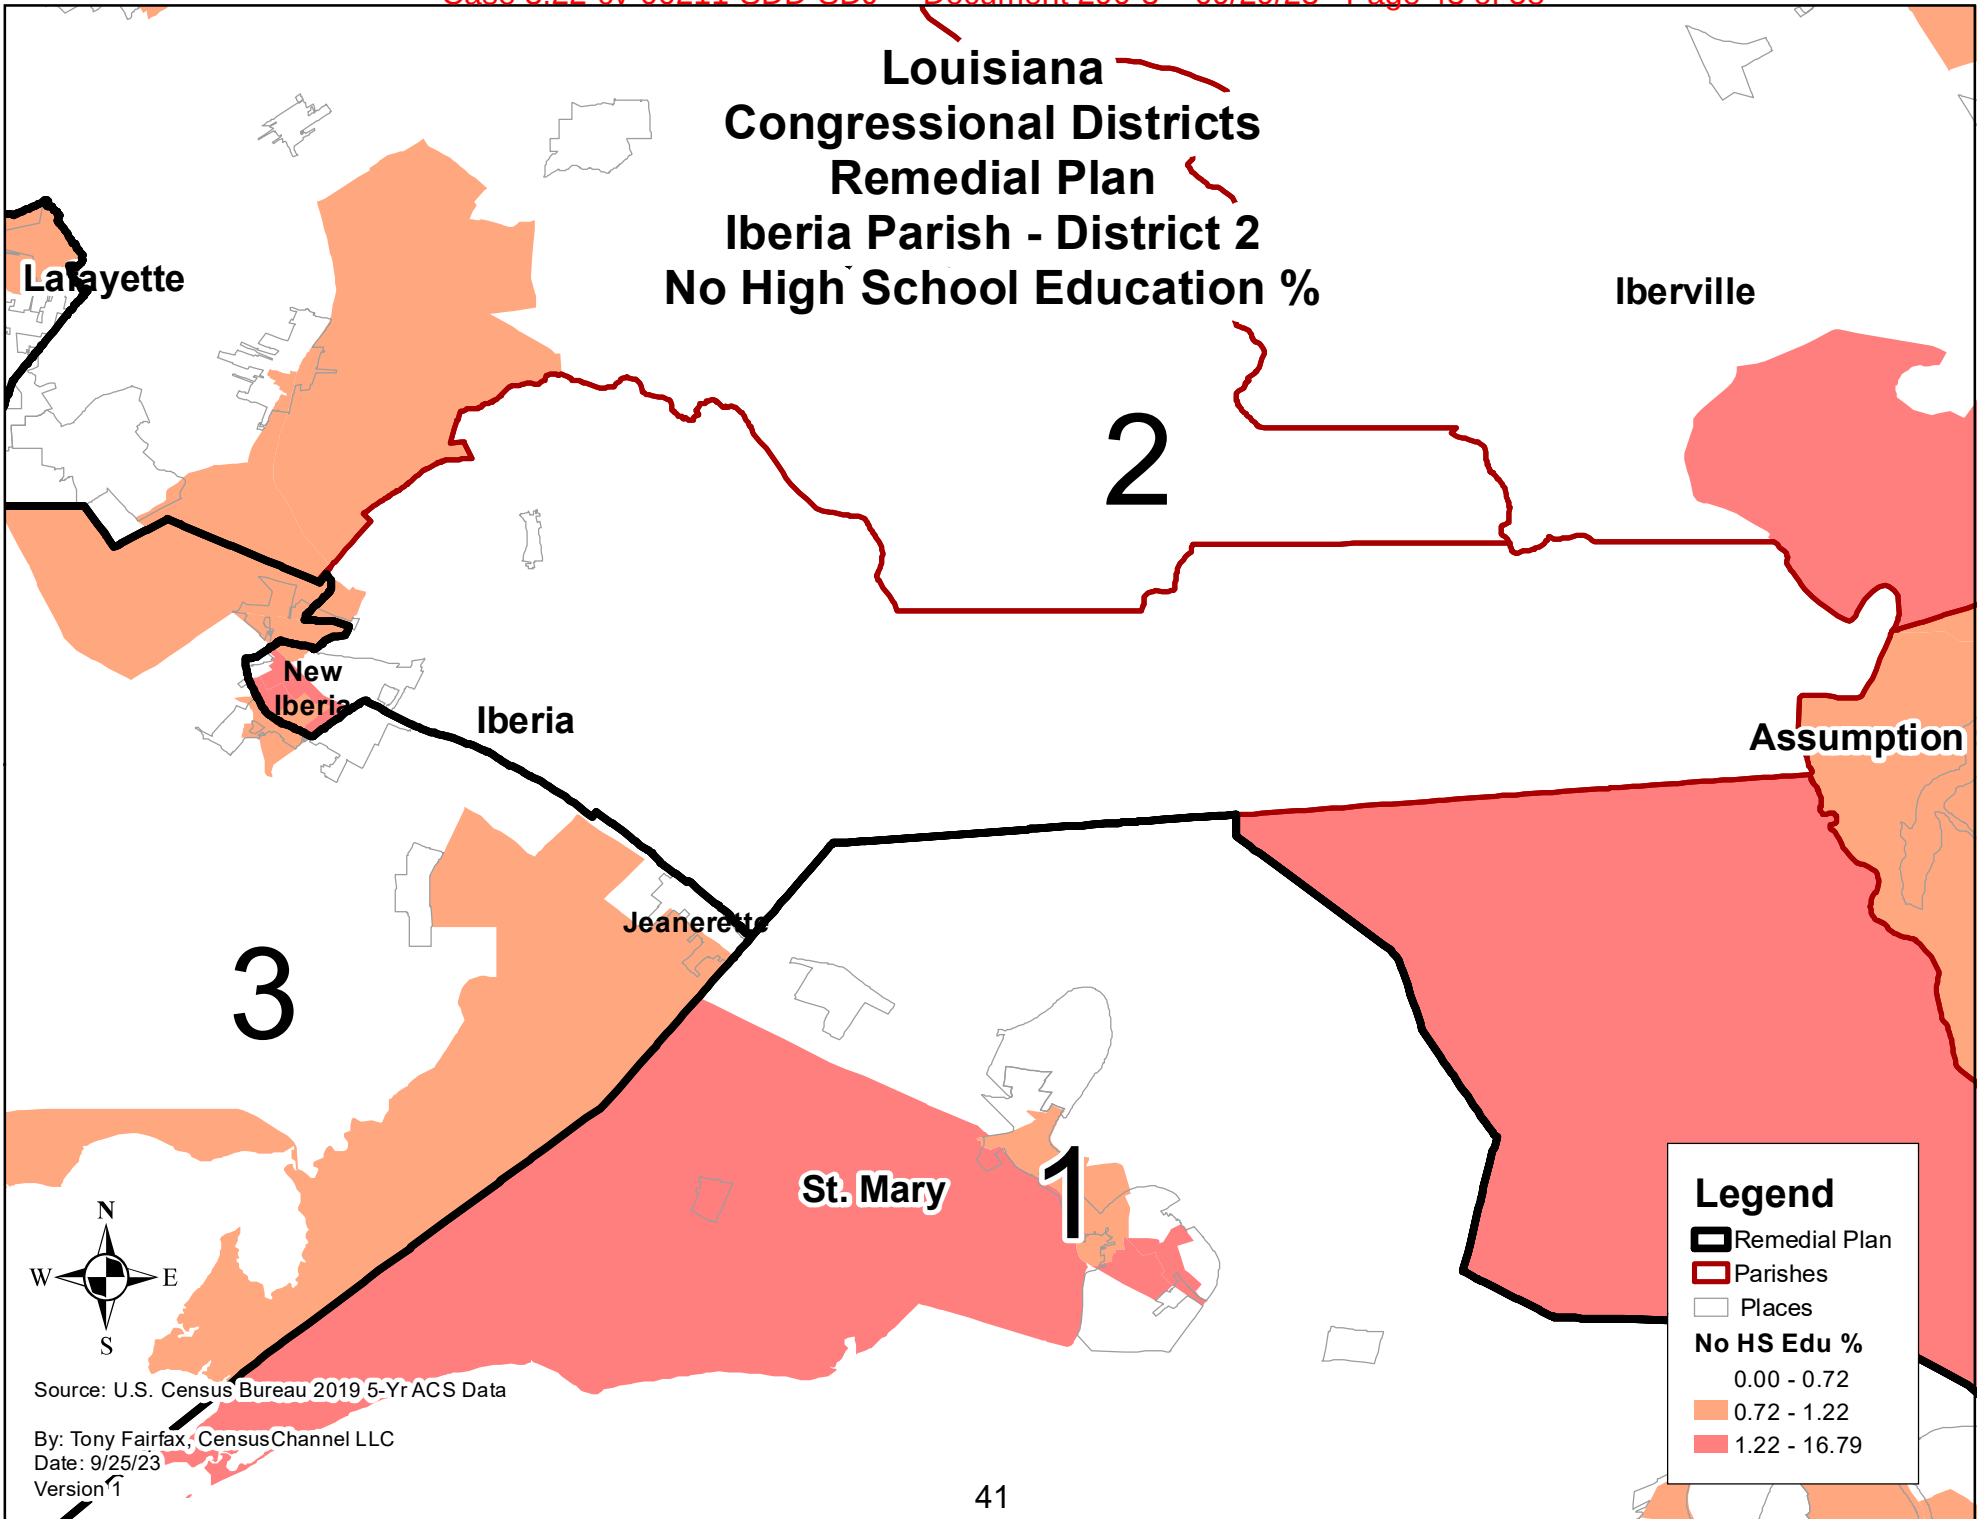 Louisiana
Congressional Districts
Remedial Plan
Iberia Parish - District 2
No High School Education %
Lafayette
Iberville
2
New
Iberia
Iberia
Assumption
Jeanerette
3
St. Mary
1
N
W E
S
Legend
Remedial Plan
Parishes
Places
No HS Edu %
0.00 - 0.72
0.72 - 1.22
1.22 - 16.79
Source: U.S. Census Bureau 2019 5-Yr ACS Data
By: Tony Fairfax, CensusChannel LLC
Date: 9/25/23
Version 1
41